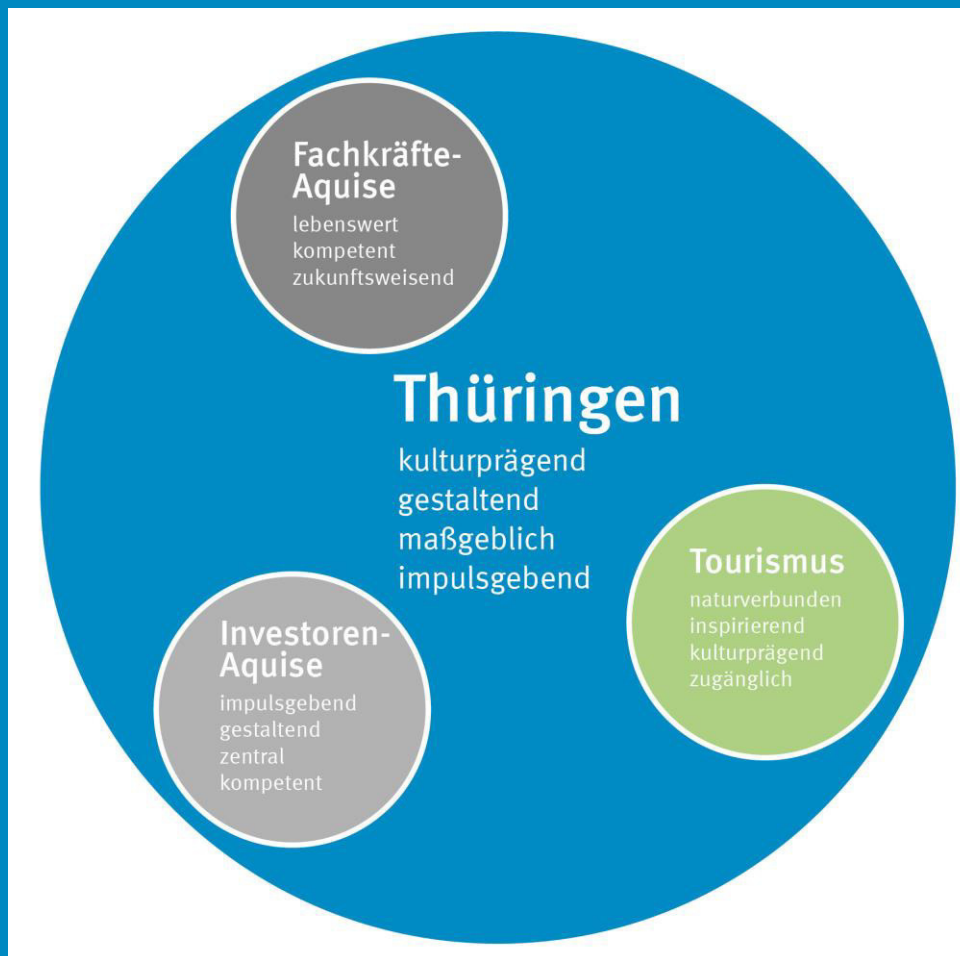 Fachkräfte-
Aquise
lebenswert
kompetent
zukunftsweisend
Thüringen
kulturprägend
gestaltend
maßgeblich
impulsgebend
Tourismus
naturverbunden
inspirierend
kulturprägend
zugänglich
Investoren-
Aquise
impulsgebend
gestaltend
zentral
kompetent